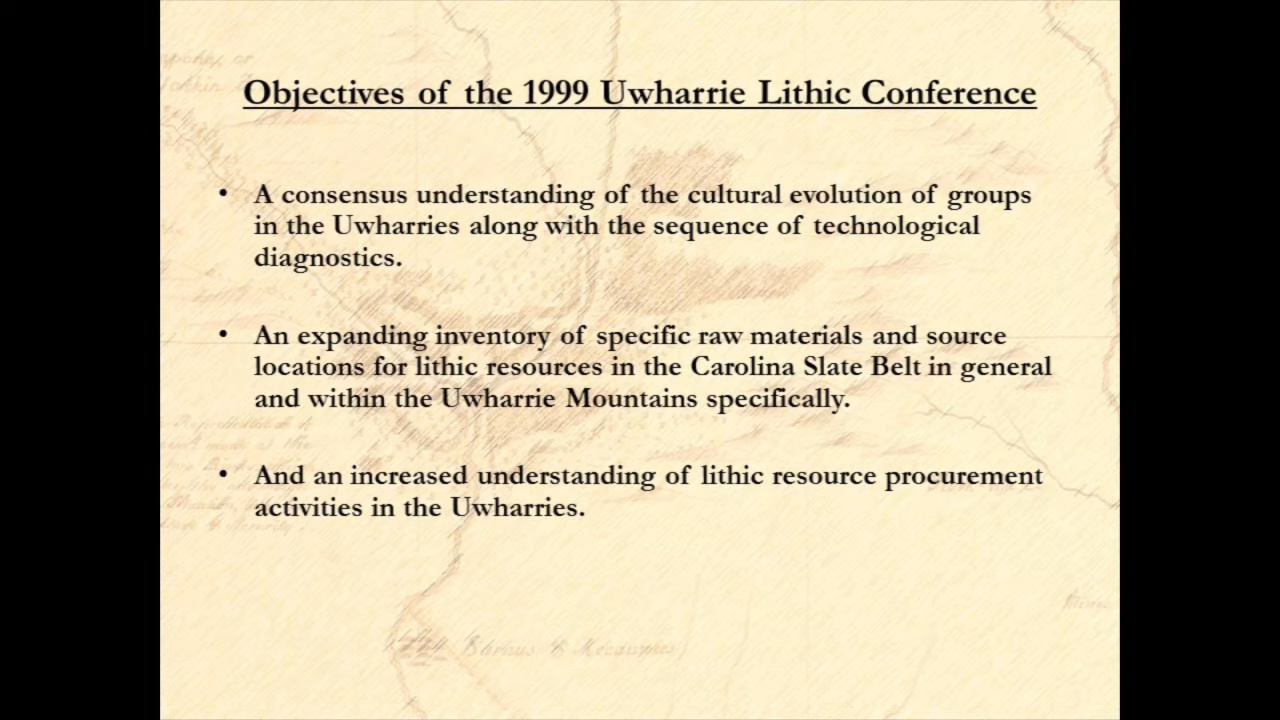 Objectives of the 1999 Uwharrie Lithic Conference
• A consensus understanding of the cultural evolution of groups
in the Uwharries along with the sequence of technological
diagnostics.
• An expanding inventory of specific raw materials and source
locations for lithic resources in the Carolina Slate Belt in general
and within the Uwharrie Mountains specifically.
• And an increased understanding of lithic resource procurement
activities in the Uwharries.